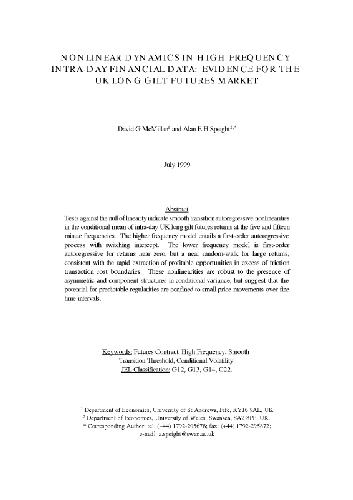 NONLINEAR DYNAMICS IN HIGH FREQUENCY
INTRA-DAY FINANCIAL DATA: EVIDENCE FOR THE
UK LONG GILT FUTURES MARKET
David G McMillan and Alan E H Speight
July 1999
Abstract
Tests against the null of linearity indicate smooth transition autoregressive nonlinearities
in the conditional mean of intra-day UK long gilt futures returns at the five and fifteen
minute frequencies. The higher frequency model entails a first-order autoregressive
process with switching intercept. The lower frequency model is first-order
autoregressive for returns near zero, but a near random-walk for large returns,
consistent with the rapid extraction of profitable opportunities in excess of friction
transaction cost boundaries. These nonlinearities are robust to the presence of
asymmetric and component structures in conditional variance, but suggest that the
potential for predictable regularities are confined to small price movements over fine
time intervals.
Keywords: Futures Contract, High Frequency, Smooth
Transition Threshold, Conditional Volatility
JEL Classification: G12, G13, G14, C22.
Department of Economics, University of St.Andrews, Fife, KY16 9AL, UK
Department of Economics, University of Wales, Swansea, SA2 8PP, UK.
* Corresponding Author: tel: (+44) 1792-295678; fax: (+44) 1792-295872;
e-mail: a.speight@swan.ac.uk